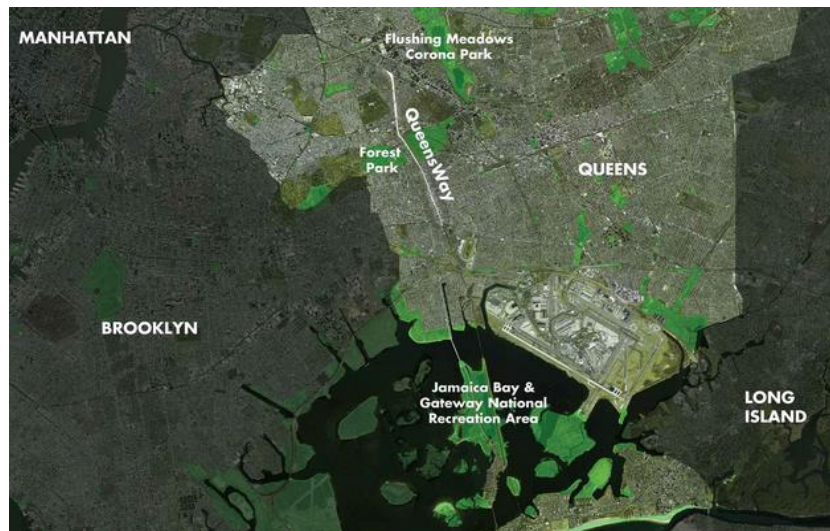 MANHATTAN
Flushing Meadows
Corona Park
QueensWay
Forest
Park
QUEENS
BROOKLYN
Jamaica Bay &
Gateway National
Recreation Area
LONG
ISLAND